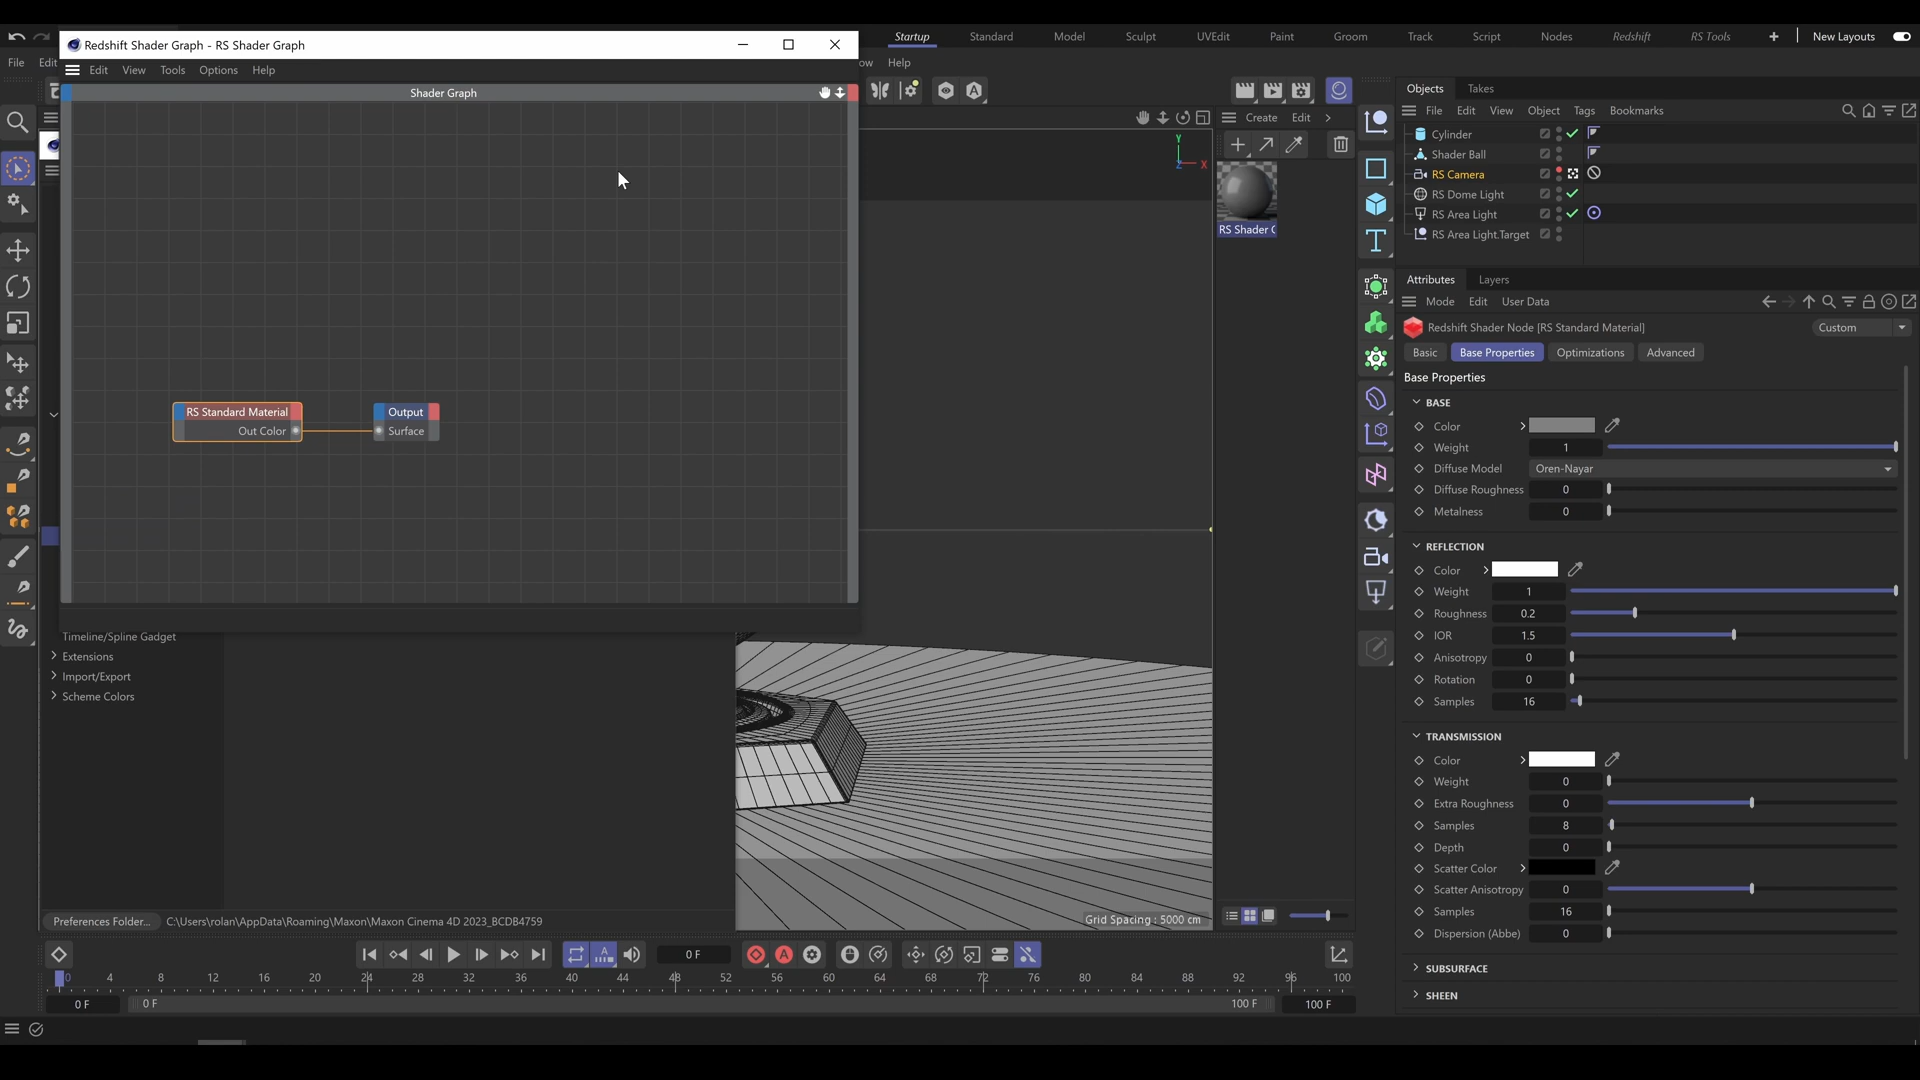 Redshift Shader Graph - RS Shader Graph
Startup
Standard
Model
Sculpt
UVEdit
Paint
Groom
Track
Script
Nodes
Redshift
RS Tools
New Layouts
File
Edit
View
Tools
Options
Help
Help
Shader Graph
RS Standard Material
Out Color
Output
Surface
Timeline/Spline Gadget
Extensions
Import/Export
Scheme Colors
Preferences Folder...
C:\Users\rolan\AppData\Roaming\Maxon\Maxon Cinema 4D 2023_BCDB4759
Y
X
Z
Grid Spacing : 5000 cm
Create
Edit
RS Shader
Objects
Takes
File
Edit
View
Object
Tags
Bookmarks
Cylinder
Shader Ball
RS Camera
RS Dome Light
RS Area Light
RS Area Light.Target
Attributes
Layers
Mode
Edit
User Data
Redshift Shader Node [RS Standard Material]
Custom
Basic
Base Properties
Optimizations
Advanced
Base Properties
BASE
Color
Weight 1
Diffuse Model Oren-Nayar
Diffuse Roughness 0
Metalness 0
REFLECTION
Color
Weight 1
Roughness 0.2
IOR 1.5
Anisotropy 0
Rotation 0
Samples 16
TRANSMISSION
Color
Weight 0
Extra Roughness 0
Samples 8
Depth 0
Scatter Color
Scatter Anisotropy 0
Samples 16
Dispersion (Abbe) 0
SUBSURFACE
SHEEN
0 F
0 4 8 12 16 20 24 28 32 36 40 44 48 52 56 60 64 68 72 76 80 84 88 92 96 100
0 F
0 F
100 F
100 F